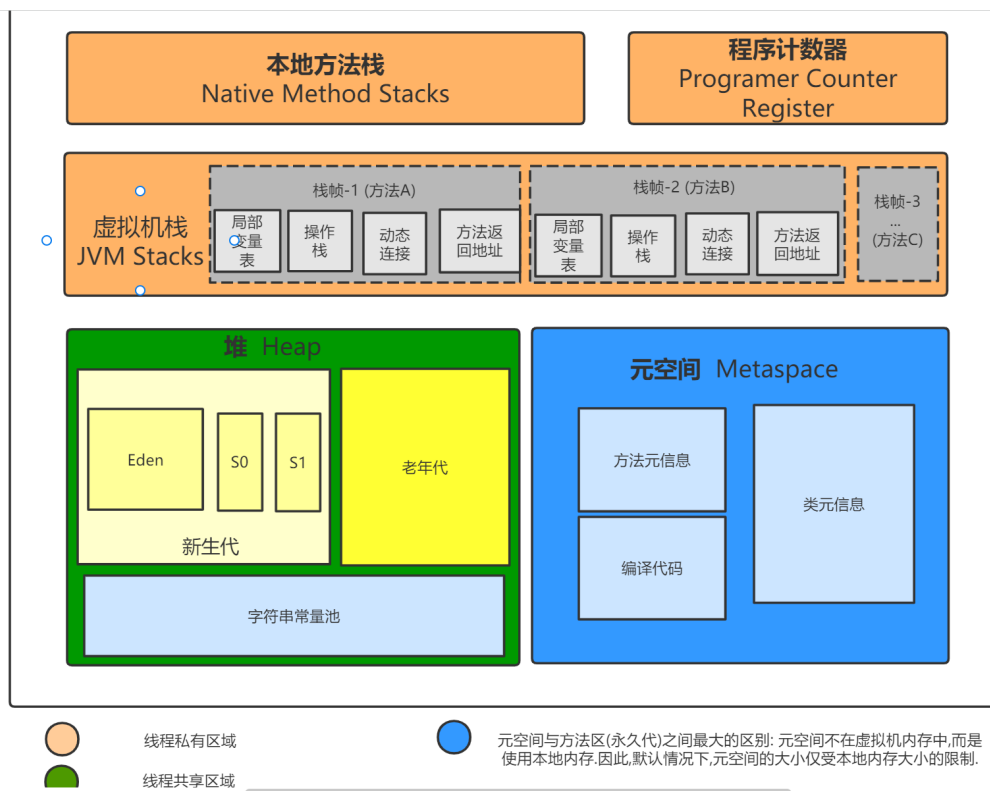 本地方法栈
Native Method Stacks
程序计数器
Programer Counter
Register
虚拟机栈
JVM Stacks
栈帧-1 (方法A)
局部
变量
表
操作
栈
动态
连接
方法返
回地址
栈帧-2 (方法B)
局部
变量
表
操作
栈
动态
连接
方法返
回地址
栈帧-3
...
(方法C)
堆 Heap
Eden
S0
S1
新生代
老年代
字符串常量池
元空间 Metaspace
方法元信息
编译代码
类元信息
线程私有区域
线程共享区域
元空间与方法区(永久代)之间最大的区别: 元空间不在虚拟机内存中,而是
使用本地内存.因此,默认情况下,元空间的大小仅受本地内存大小的限制.